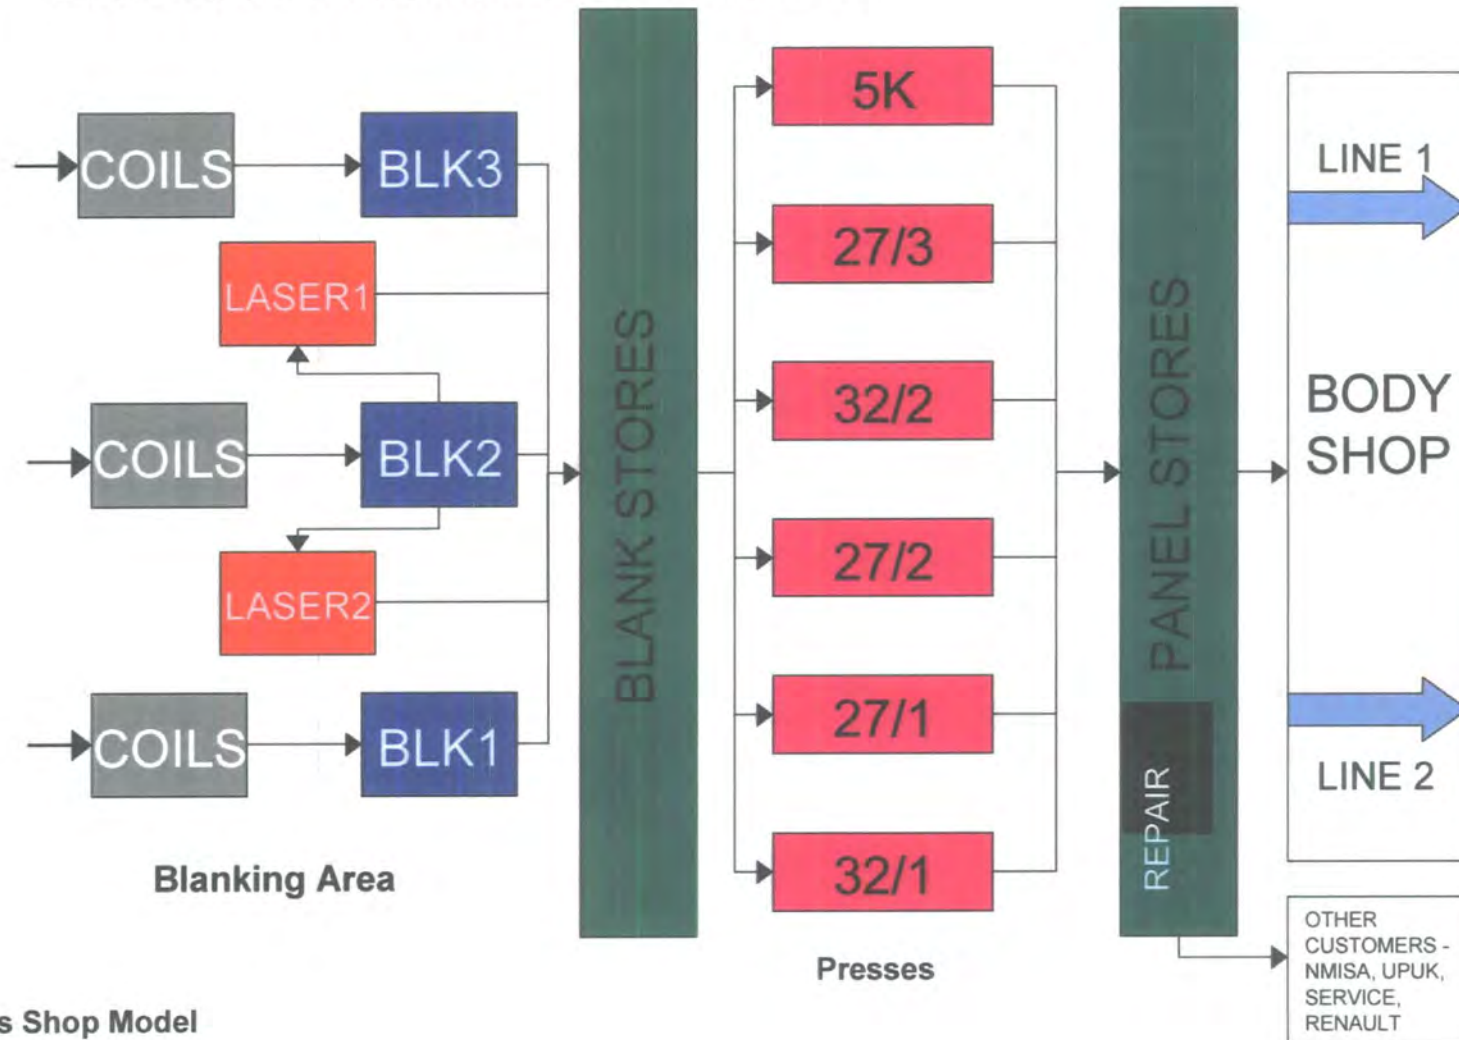 COILS
BLK3
LASER1
COILS
BLK2
LASER2
COILS
BLK1
Blanking Area
BLANK STORES
5K
27/3
32/2
27/2
27/1
32/1
Presses
PANEL STORES
REPAIR
LINE 1
BODY
SHOP
LINE 2
OTHER
CUSTOMERS -
NMISA, UPUK,
SERVICE,
RENAULT
s Shop Model